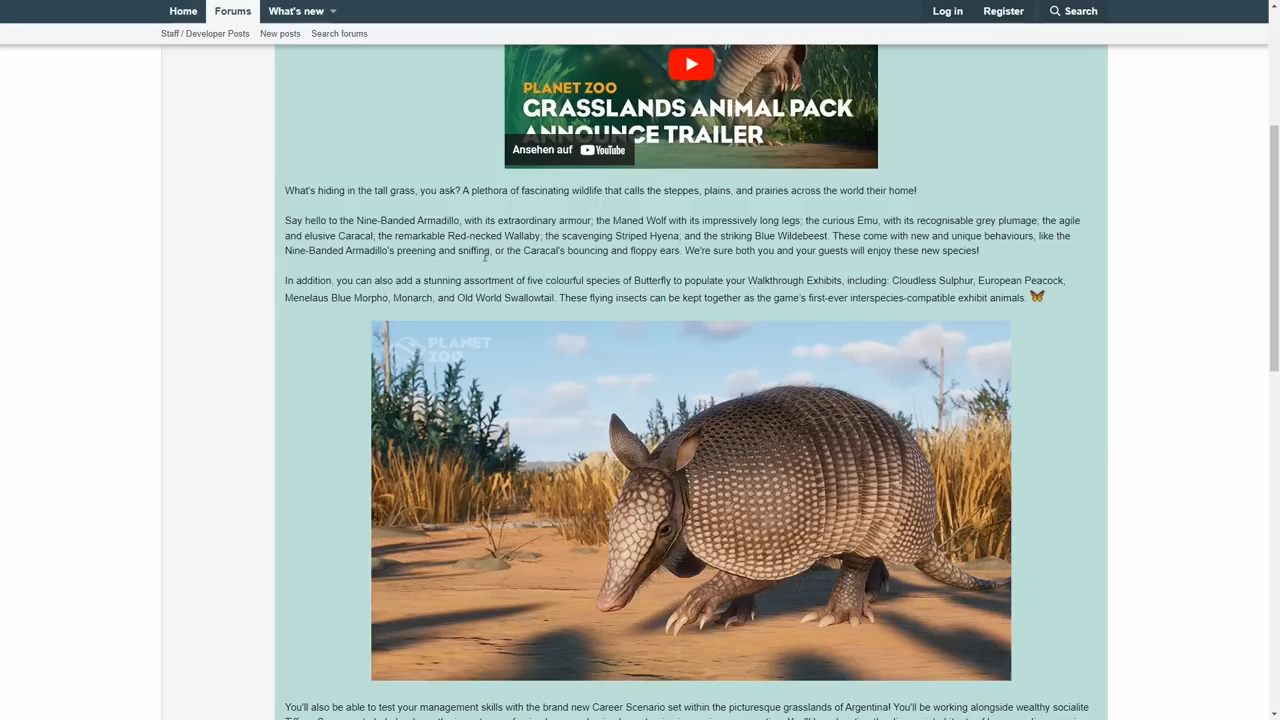 Home Forums What's new Log in Register Search
Staff / Developer Posts New posts Search forums
PLANET ZOO
GRASSLANDS ANIMAL PACK
ANNOUNCE TRAILER
Ansehen auf YouTube
What's hiding in the tall grass, you ask? A plethora of fascinating wildlife that calls the steppes, plains, and prairies across the world their home!
Say hello to the Nine-Banded Armadillo, with its extraordinary armour; the Maned Wolf with its impressively long legs; the curious Emu, with its recognisable grey plumage; the agile
and elusive Caracal; the remarkable Red-necked Wallaby; the scavenging Striped Hyena; and the striking Blue Wildebeest. These come with new and unique behaviours, like the
Nine-Banded Armadillo's preening and sniffing, or the Caracal's bouncing and floppy ears. We're sure both you and your guests will enjoy these new species!
In addition, you can also add a stunning assortment of five colourful species of Butterfly to populate your Walkthrough Exhibits, including: Cloudless Sulphur, European Peacock,
Menelaus Blue Morpho, Monarch, and Old World Swallowtail. These flying insects can be kept together as the game's first-ever interspecies-compatible exhibit animals.
PLANET
ZOO
You'll also be able to test your management skills with the brand new Career Scenario set within the picturesque grasslands of Argentina! You'll be working alongside wealthy socialite